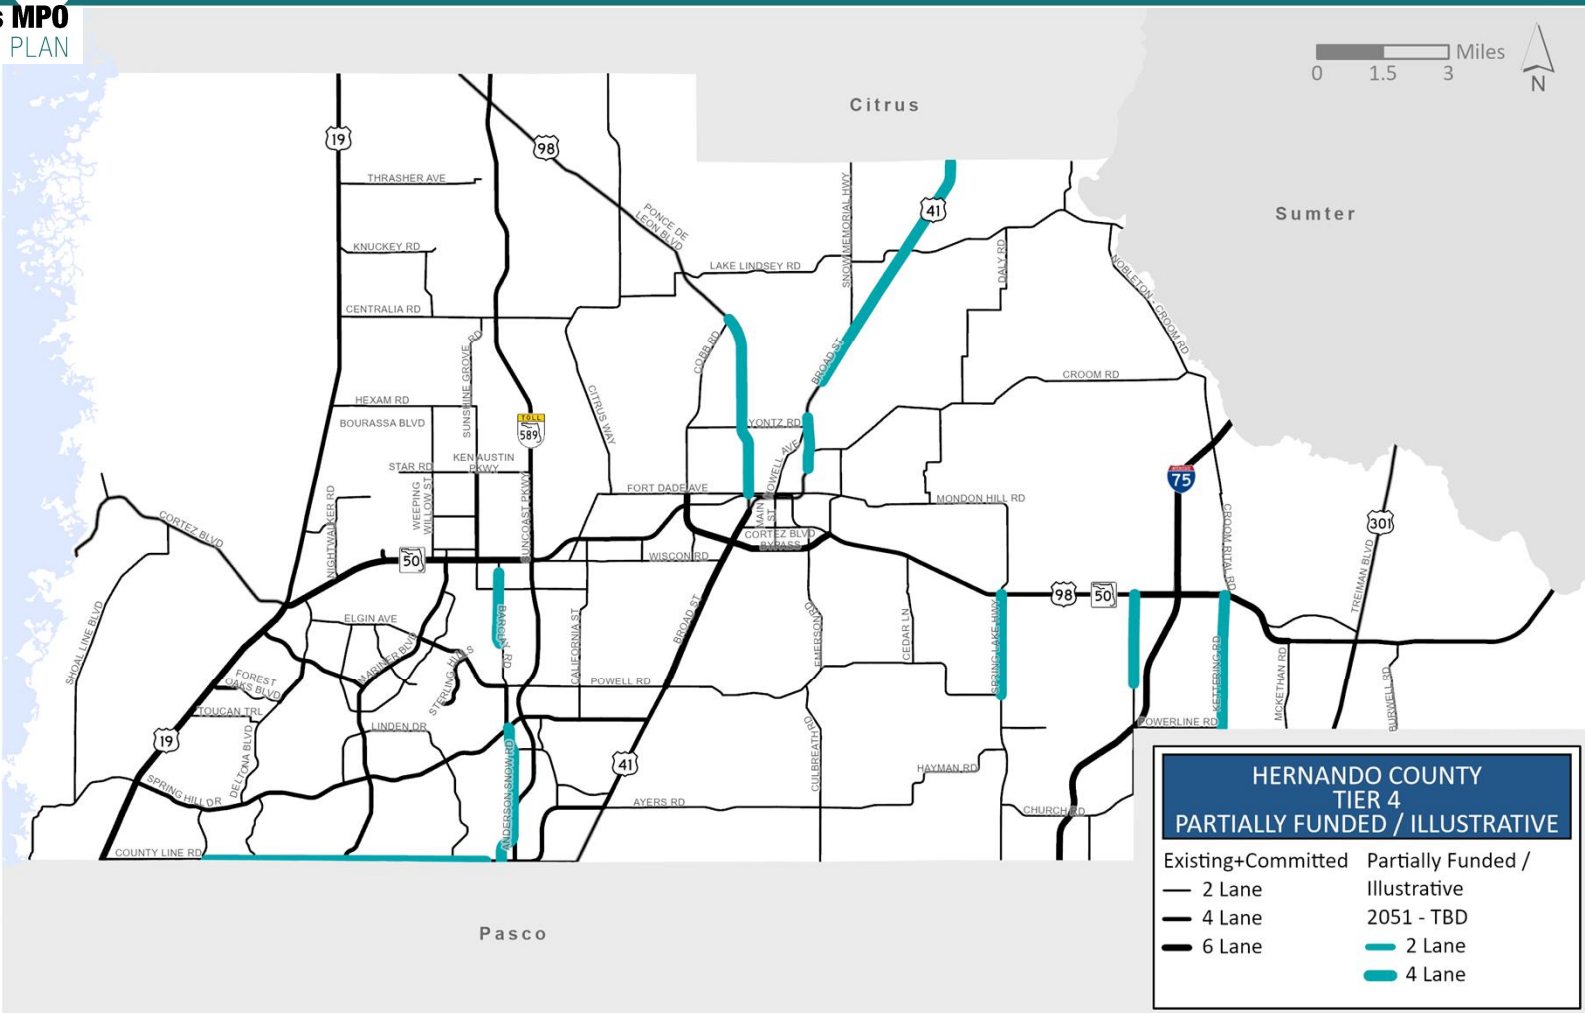 s MPO
PLAN
Miles
0 1.5 3
N
Citrus
Sumter
Pasco
19
98
THRASHER AVE
PONCE DE
LEON BLVD
SNOW MEMORIAL HWY
41
KNUCKEY RD
LAKE LINDSEY RD
DALY RD
NOBLETON - CROOM RD
CENTRALIA RD
SUNSHINE GROVE RD
COBB RD
BROAD ST
CROOM RD
HEXAM RD
CITRUS WAY
BOURASSA BLVD
TOLL
589
YONTZ RD
HOWELL AVE
KEN AUSTIN
PKWY
STAR RD
75
FORT DADE AVE
MONDON HILL RD
NIGHTWALKER RD
WEEPING
WILLOW ST
SUNCOAST PKWY
MAIN
ST
CROOM RITAL RD
301
CORTEZ BLVD
CORTEZ BLVD
BYPASS
TREIMAN BLVD
50
WISCON RD
98
50
SHOAL LINE BLVD
ELGIN AVE
MARINER BLVD
STERLING HILLS
BARCLAY RD
CALIFORNIA ST
BROAD ST
EMERSON RD
CEDAR LN
SPRING LAKE HWY
KETTERING RD
MCKETHAN RD
BURWELL RD
FOREST
OAKS BLVD
POWELL RD
TOUCAN TRL
LINDEN DR
POWERLINE RD
19
DELTONA BLVD
ANDERSON SNOW RD
41
CULBREATH RD
HAYMAN RD
SPRING HILL DR
AYERS RD
CHURCH RD
COUNTY LINE RD
HERNANDO COUNTY
TIER 4
PARTIALLY FUNDED / ILLUSTRATIVE
Existing+Committed
2 Lane
4 Lane
6 Lane
Partially Funded /
Illustrative
2051 - TBD
2 Lane
4 Lane